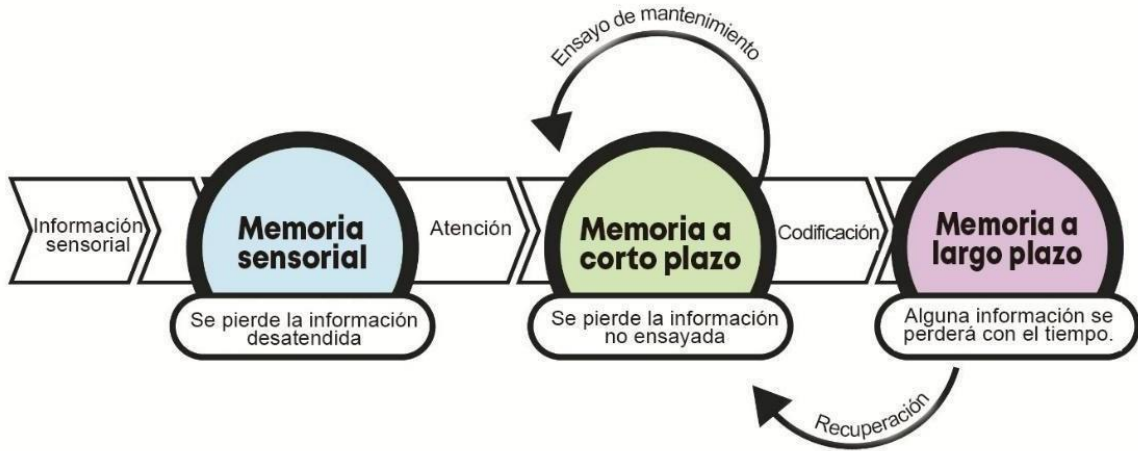 Ensayo de mantenimiento
Información
sensorial
Memoria
sensorial
Atención
Memoria a
corto plazo
Codificación
Memoria a
largo plazo
Se pierde la información
desatendida
Se pierde la información
no ensayada
Alguna información se
perderá con el tiempo.
Recuperación